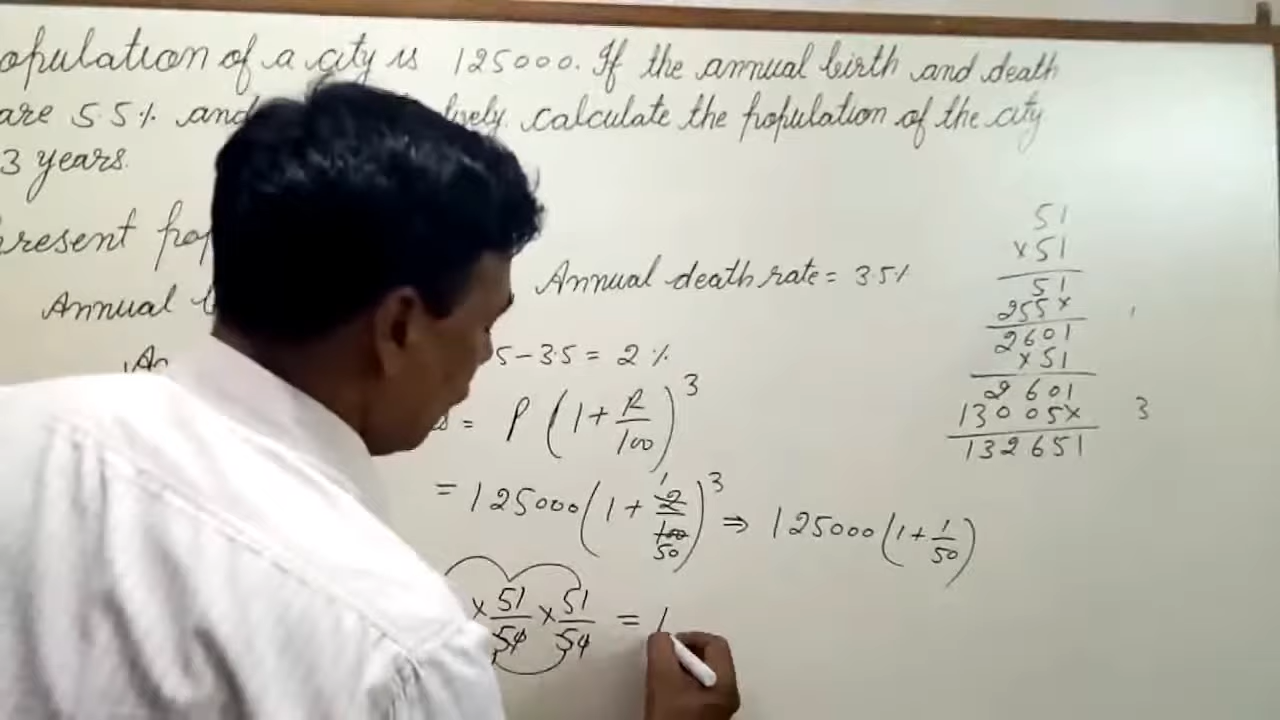 opulation of a city is 125000. If the annual birth and death
are 5.5% and calculate the population of the city
3 years.
resent
Annual death rate = 3.5%
Annual
5-3.5 = 2%
= P (1+R/100)^3
= 125000 (1+2/100)^3 ⇒ 125000 (1+1/50)
1
50
×51/50×51/50 =
51
×51
51
255×
2601
×51
2601
13005×
132651
3